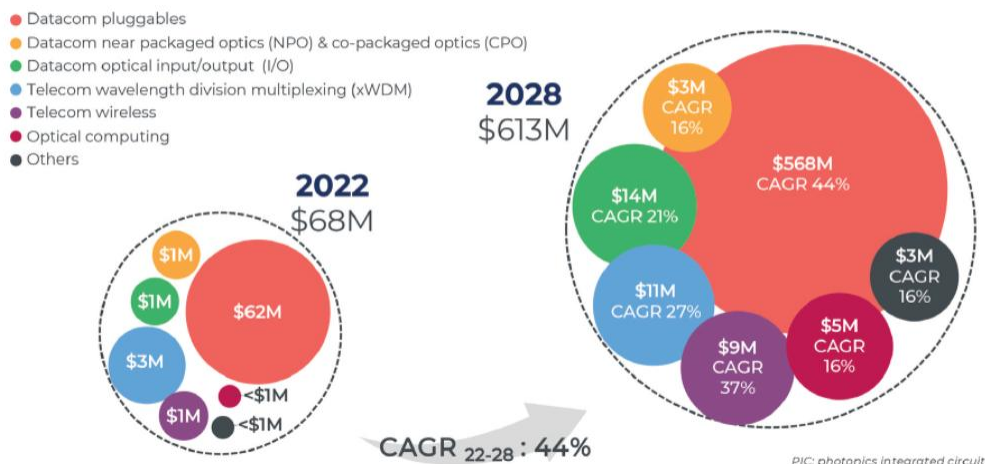 Datacom pluggables
Datacom near packaged optics (NPO) & co-packaged optics (CPO)
Datacom optical input/output (I/O)
Telecom wavelength division multiplexing (xWDM)
Telecom wireless
Optical computing
Others
2022
$68M
$1M
$1M
$62M
$3M
$1M
<$1M
<$1M
2028
$613M
$3M
CAGR
16%
$568M
CAGR 44%
$14M
CAGR 21%
$11M
CAGR 27%
$9M
CAGR
37%
$5M
CAGR
16%
$3M
CAGR
16%
CAGR 22-28 : 44%
PIC: photonics integrated circuit